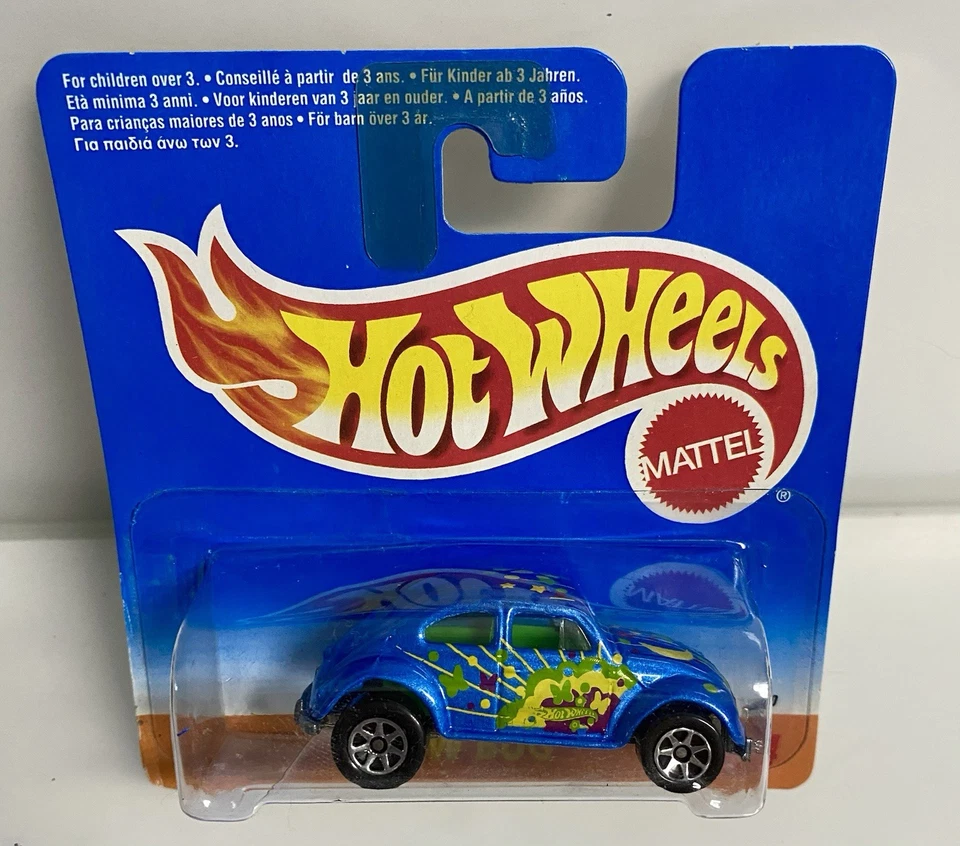 For children over 3. • Conseillé à partir de 3 ans. • Für Kinder ab 3 Jahren.
Età minima 3 anni. • Voor kinderen van 3 jaar en ouder. • A partir de 3 años.
Para crianças maiores de 3 anos • För barn över 3 år.
Για παιδιά άνω των 3.
HOT WHEELS
MATTEL
®
HOT WHEELS